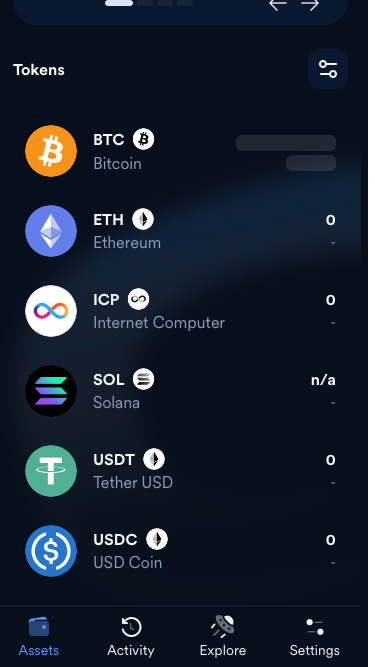 Tokens
BTC
Bitcoin
ETH 0
Ethereum -
ICP 0
Internet Computer -
SOL n/a
Solana -
USDT 0
Tether USD -
USDC 0
USD Coin -
Assets Activity Explore Settings